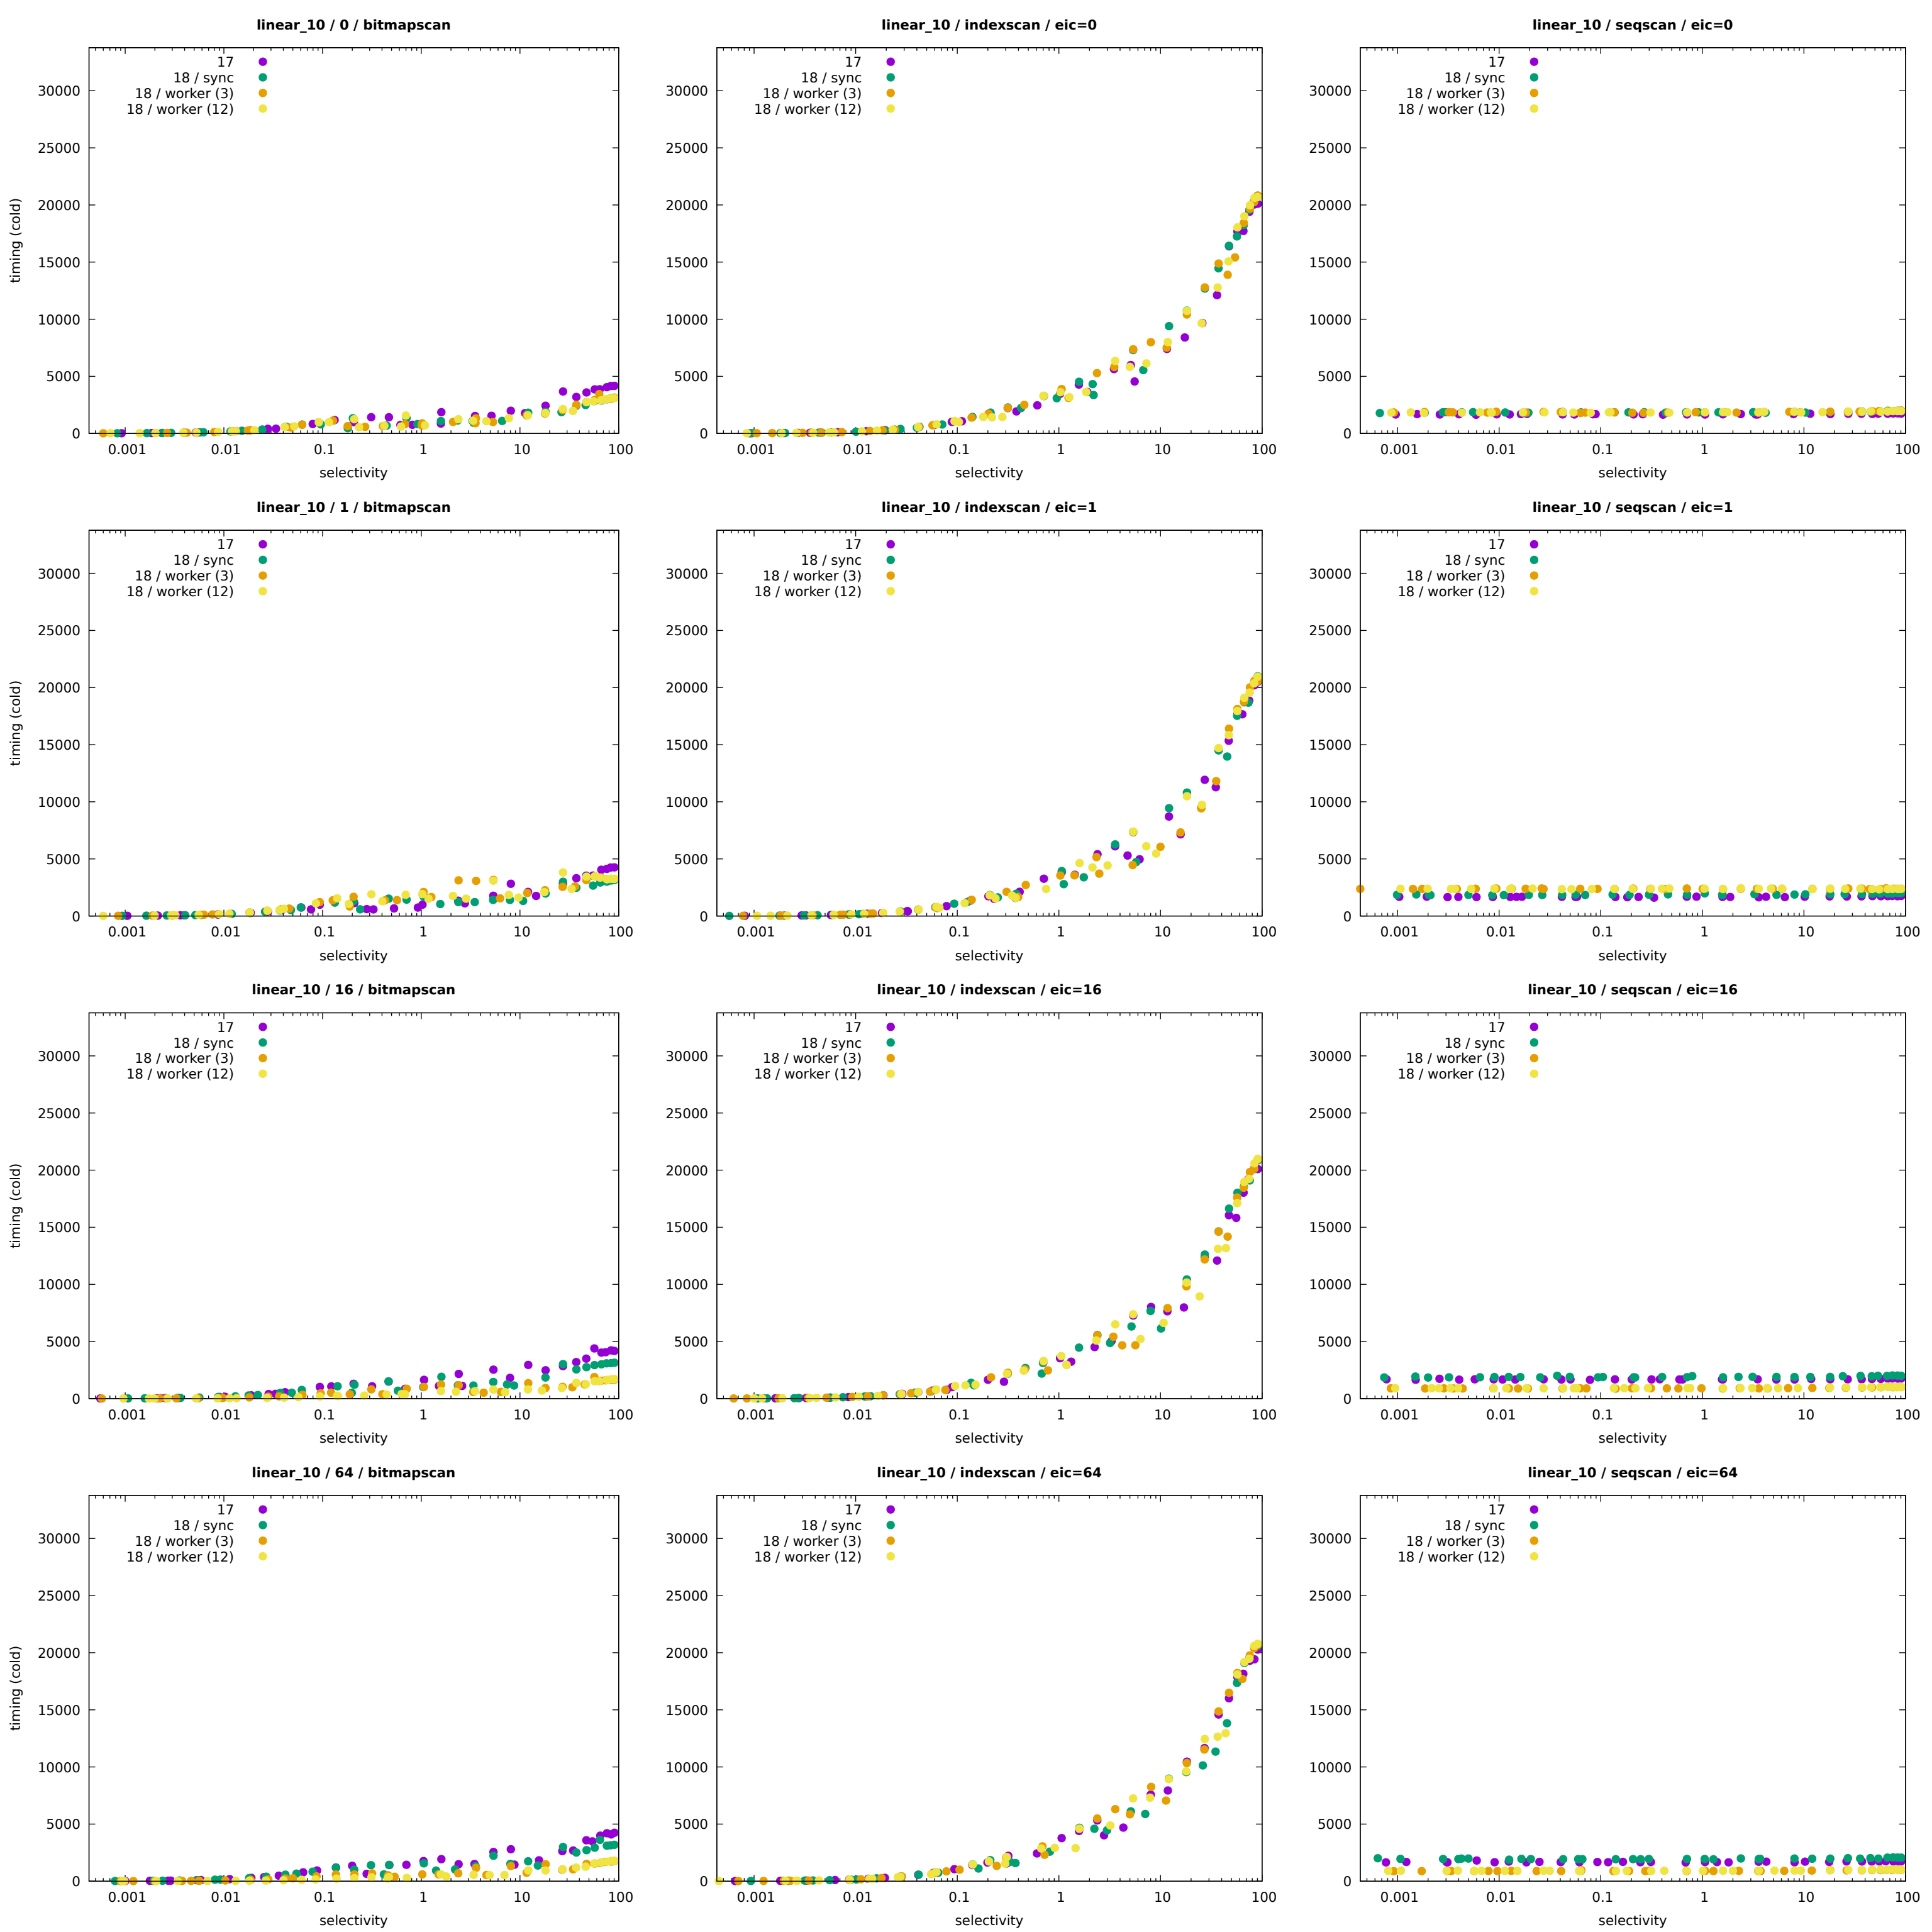 linear_10 / 0 / bitmapscan
17
18 / sync
18 / worker (3)
18 / worker (12)
30000
25000
20000
15000
10000
5000
0
timing (cold)
0.001 0.01 0.1 1 10 100
selectivity
linear_10 / indexscan / eic=0
17
18 / sync
18 / worker (3)
18 / worker (12)
30000
25000
20000
15000
10000
5000
0
0.001 0.01 0.1 1 10 100
selectivity
linear_10 / seqscan / eic=0
17
18 / sync
18 / worker (3)
18 / worker (12)
30000
25000
20000
15000
10000
5000
0
0.001 0.01 0.1 1 10 100
selectivity
linear_10 / 1 / bitmapscan
17
18 / sync
18 / worker (3)
18 / worker (12)
30000
25000
20000
15000
10000
5000
0
timing (cold)
0.001 0.01 0.1 1 10 100
selectivity
linear_10 / indexscan / eic=1
17
18 / sync
18 / worker (3)
18 / worker (12)
30000
25000
20000
15000
10000
5000
0
0.001 0.01 0.1 1 10 100
selectivity
linear_10 / seqscan / eic=1
17
18 / sync
18 / worker (3)
18 / worker (12)
30000
25000
20000
15000
10000
5000
0
0.001 0.01 0.1 1 10 100
selectivity
linear_10 / 16 / bitmapscan
17
18 / sync
18 / worker (3)
18 / worker (12)
30000
25000
20000
15000
10000
5000
0
timing (cold)
0.001 0.01 0.1 1 10 100
selectivity
linear_10 / indexscan / eic=16
17
18 / sync
18 / worker (3)
18 / worker (12)
30000
25000
20000
15000
10000
5000
0
0.001 0.01 0.1 1 10 100
selectivity
linear_10 / seqscan / eic=16
17
18 / sync
18 / worker (3)
18 / worker (12)
30000
25000
20000
15000
10000
5000
0
0.001 0.01 0.1 1 10 100
selectivity
linear_10 / 64 / bitmapscan
17
18 / sync
18 / worker (3)
18 / worker (12)
30000
25000
20000
15000
10000
5000
0
timing (cold)
0.001 0.01 0.1 1 10 100
selectivity
linear_10 / indexscan / eic=64
17
18 / sync
18 / worker (3)
18 / worker (12)
30000
25000
20000
15000
10000
5000
0
0.001 0.01 0.1 1 10 100
selectivity
linear_10 / seqscan / eic=64
17
18 / sync
18 / worker (3)
18 / worker (12)
30000
25000
20000
15000
10000
5000
0
0.001 0.01 0.1 1 10 100
selectivity